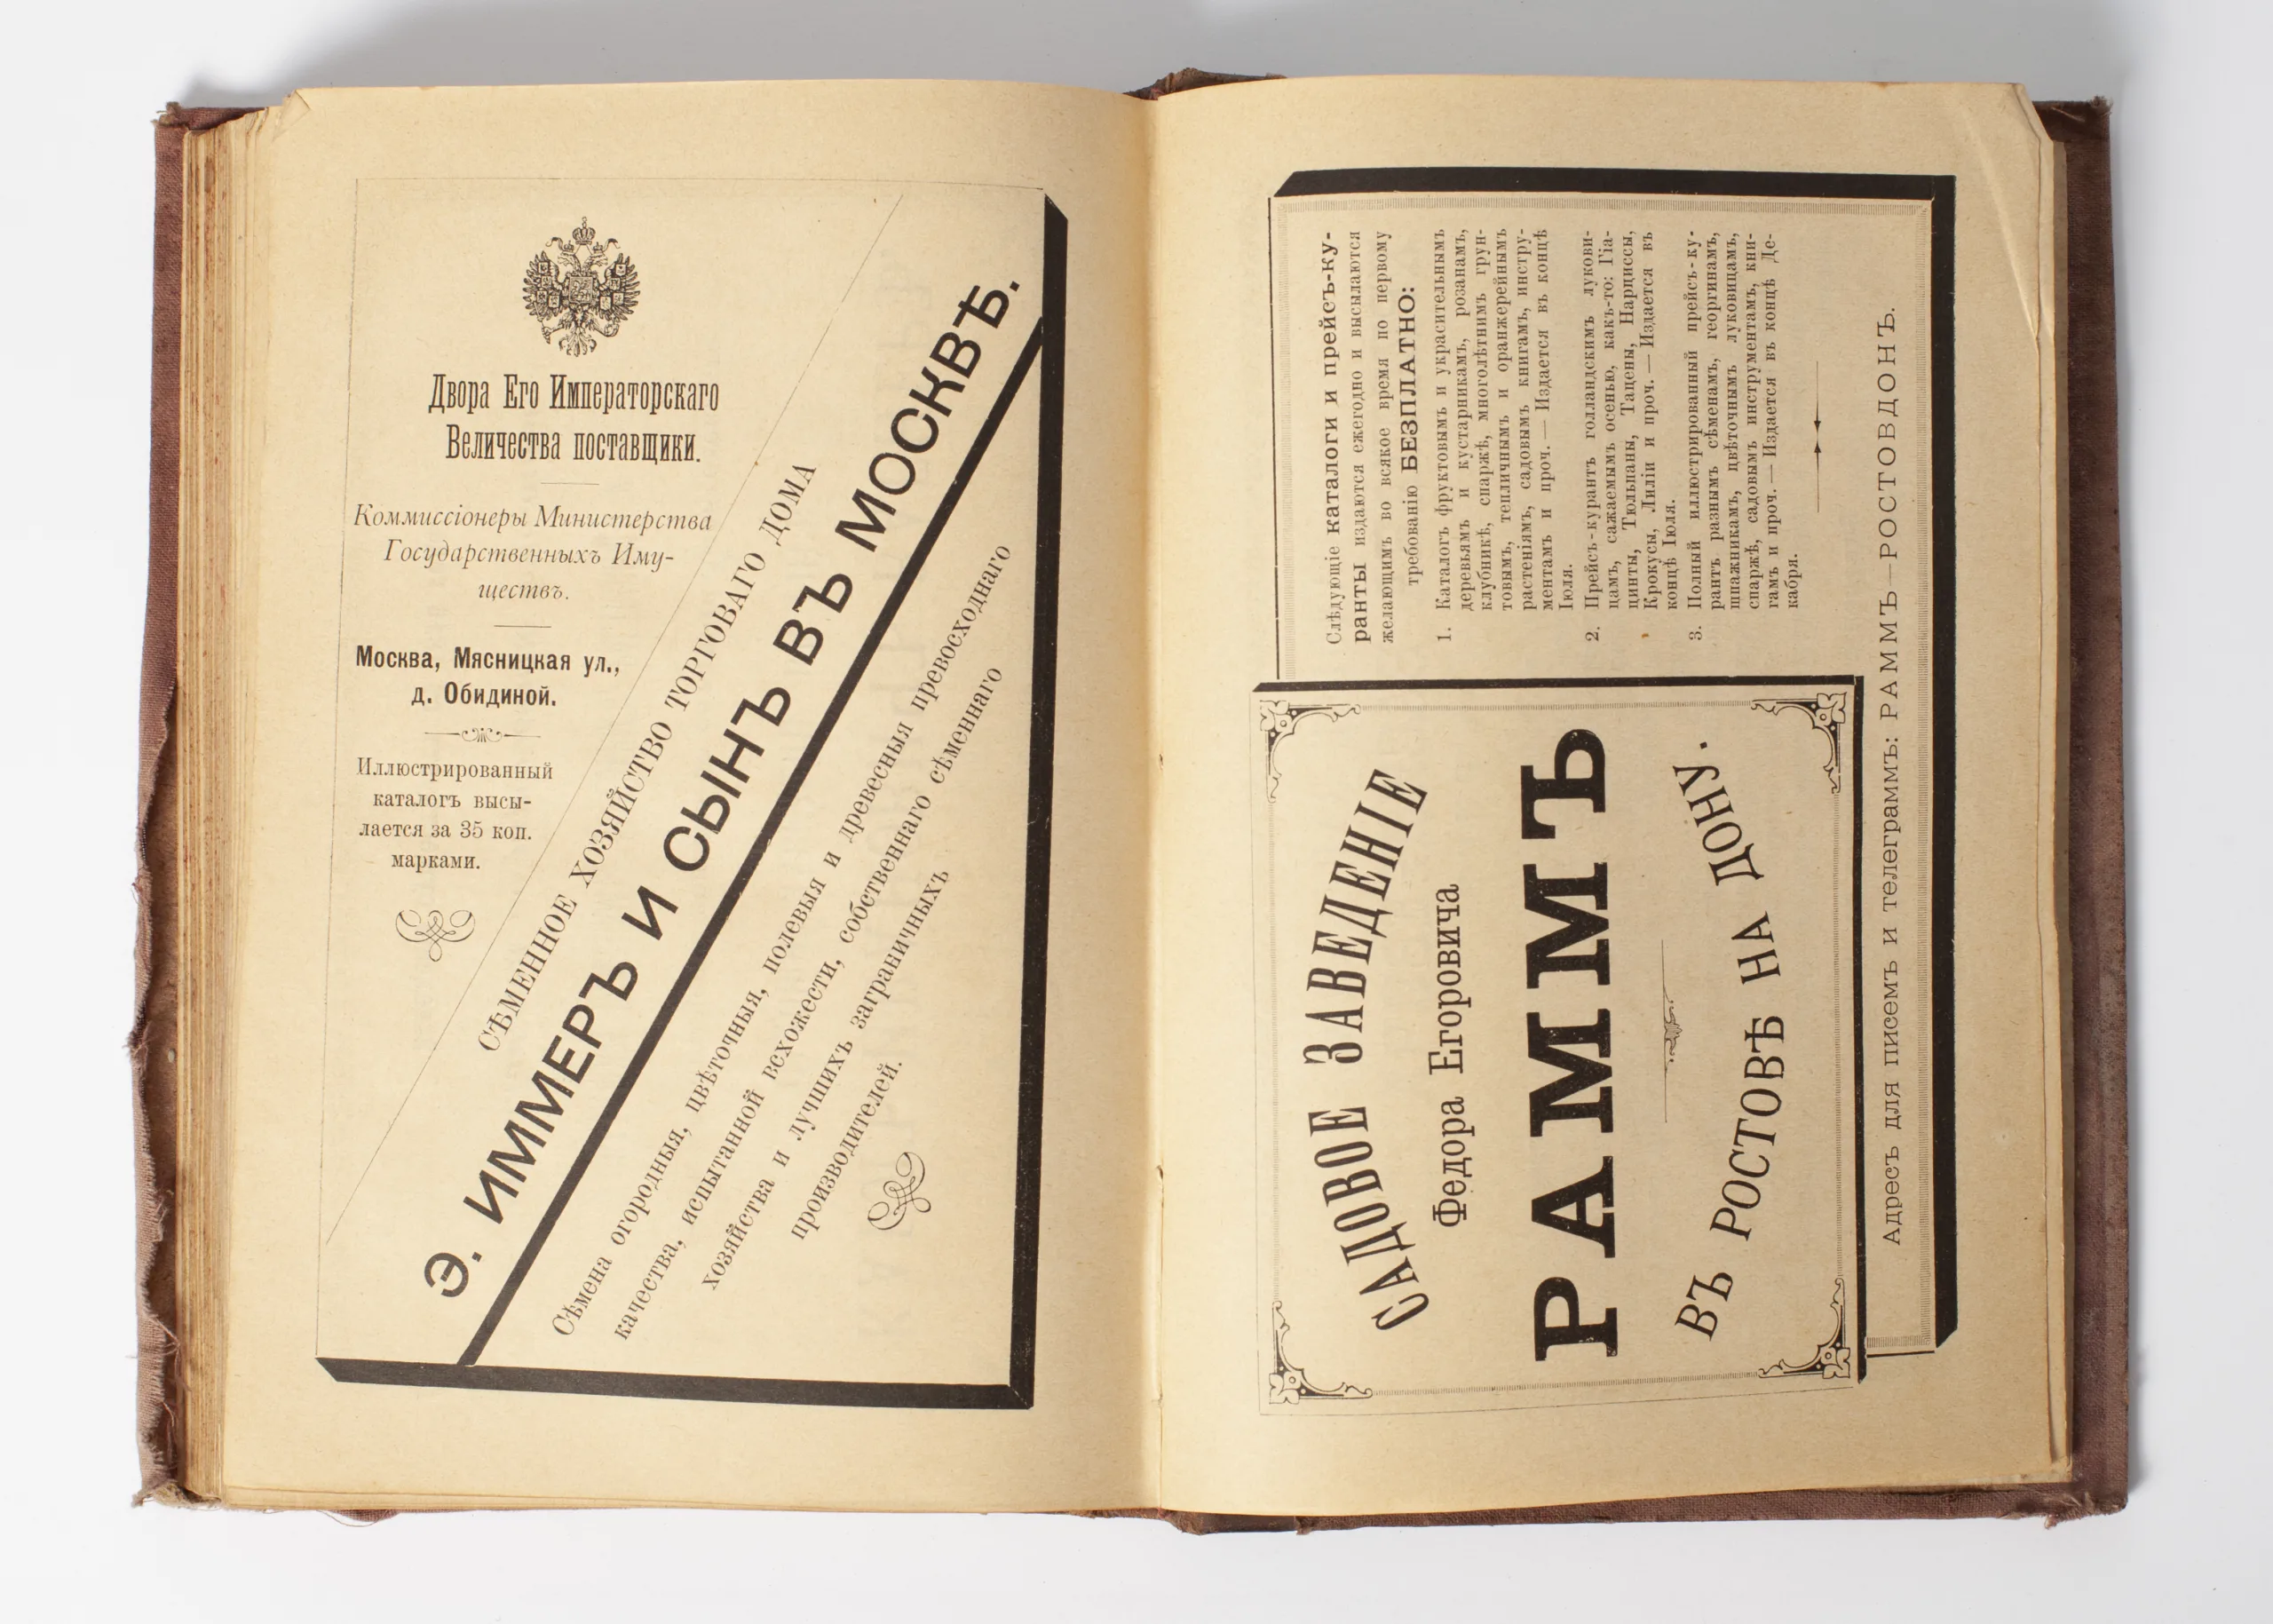 Двора Его Императорскаго
Величества поставщики.
Коммиссіонеры Министерства
Государственныхъ Иму-
ществъ.
Москва, Мясницкая ул.,
д. Обидиной.
Иллюстрированный
каталогъ высы-
лается за 35 коп.
марками.
СѢМЕННОЕ ХОЗЯЙСТВО ТОРГОВАГО ДОМА
Э. ИММЕРЪ И СЫНЪ ВЪ МОСКВѢ.
Сѣмена огородныя, цвѣточныя, полевыя и древесныя превосходнаго
качества, испытанной всхожести, собственнаго сѣменнаго
хозяйства и лучшихъ заграничныхъ
производителей.
САДОВОЕ ЗАВЕДЕНІЕ
Федора Егоровича
РАММЪ
ВЪ РОСТОВѢ НА ДОНУ.
Слѣдующіе каталоги и прейсъ-ку-
ранты издаются ежегодно и высылаются
желающимъ во всякое время по первому
требованію БЕЗПЛАТНО:
1. Каталогъ фруктовымъ и украсительнымъ
деревьямъ и кустарникамъ, розанамъ,
клубникѣ, спаржѣ, многолѣтнимъ грун-
товымъ, тепличнымъ и оранжерейнымъ
растеніямъ, садовымъ книгамъ, инстру-
ментамъ и проч. — Издается въ концѣ
Іюля.
2. Прейсъ-курантъ голландскимъ лукови-
цамъ, сажаемымъ осенью, какъ-то: Гіа-
цинты, Тюльпаны, Тацены, Нарциссы,
Крокусы, Лиліи и проч. — Издается въ
концѣ Іюля.
3. Полный иллюстрированный прейсъ-ку-
рантъ разнымъ сѣменамъ, георгинамъ,
шпажникамъ, цвѣточнымъ луковицамъ,
спаржѣ, садовымъ инструментамъ, кни-
гамъ и проч. — Издается въ концѣ Де-
кабря.
Адресъ для писемъ и телеграммъ: РАММЪ—РОСТОВДОНЪ.